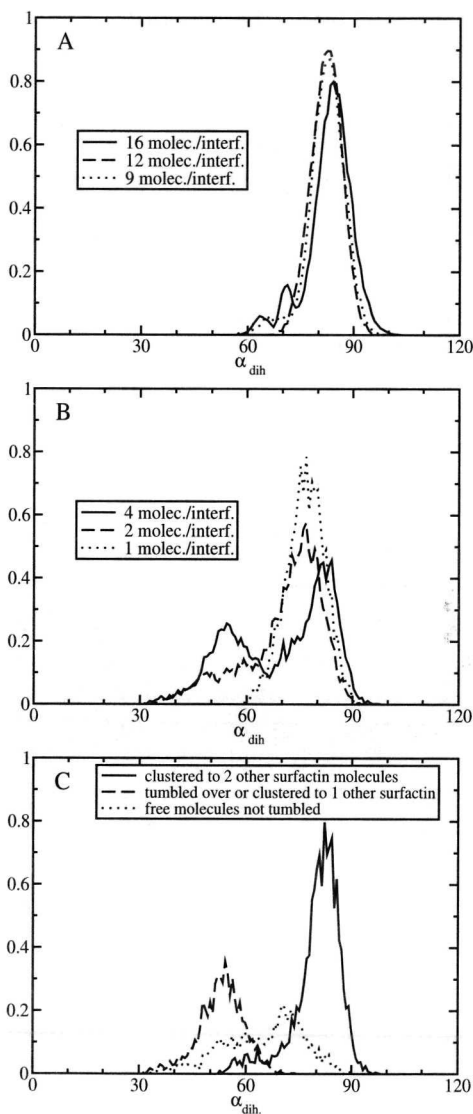 1
A
0.8
0.6
16 molec./interf.
12 molec./interf.
9 molec./interf.
0.4
0.2
0
0 30 60 90 120
α dih
1
B
0.8
0.6
4 molec./interf.
2 molec./interf.
1 molec./interf.
0.4
0.2
0
0 30 60 90 120
α dih
1
C
clustered to 2 other surfactin molecules
tumbled over or clustered to 1 other surfactin
free molecules not tumbled
0.8
0.6
0.4
0.2
0
0 30 60 90 120
α dih.